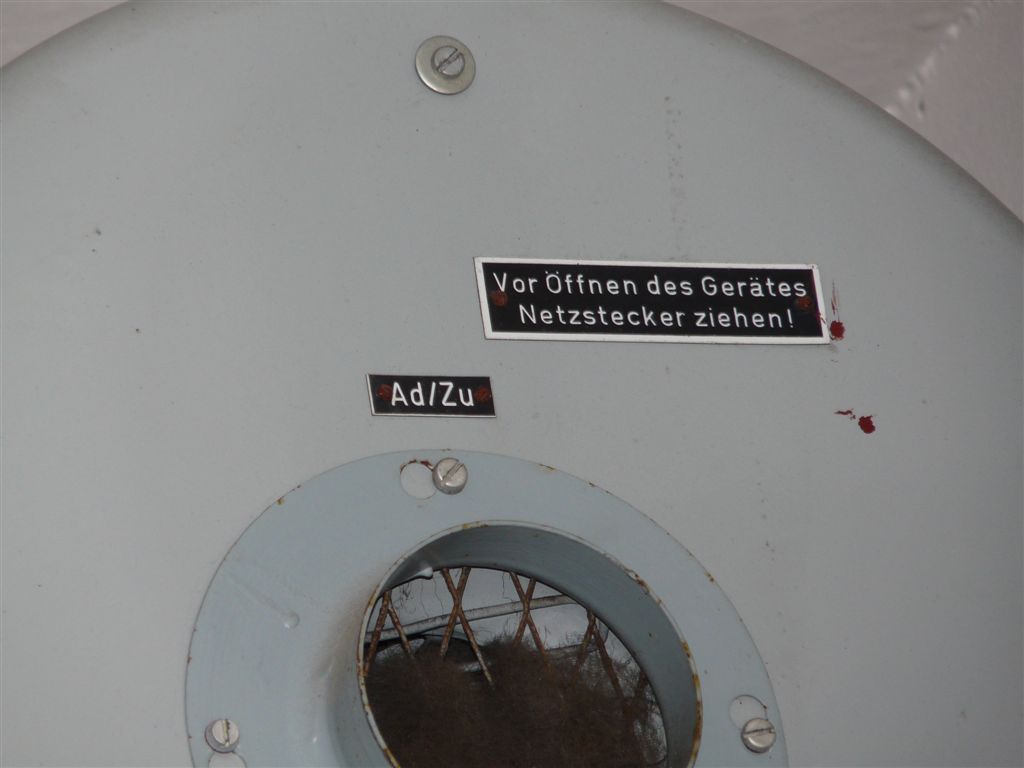 Vor Öffnen des Gerätes
Netzstecker ziehen!
Ad/Zu